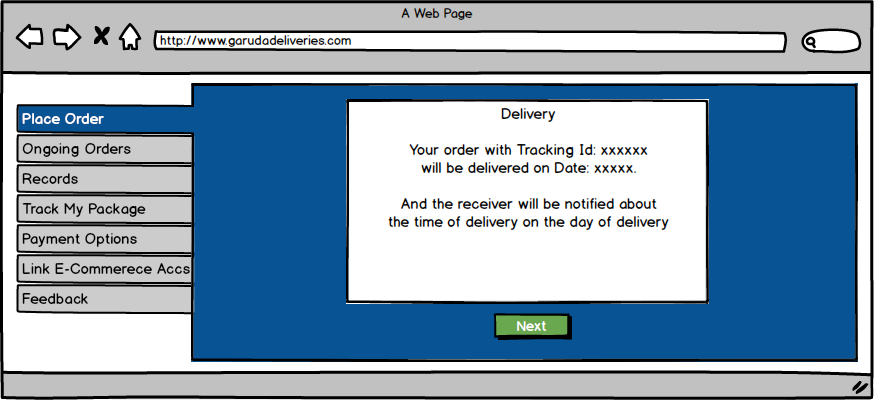 A Web Page
http://www.garudadeliveries.com
Place Order
Ongoing Orders
Records
Track My Package
Payment Options
Link E-Commerece Accs
Feedback
Delivery
Your order with Tracking Id: xxxxxx
will be delivered on Date: xxxxx.
And the receiver will be notified about
the time of delivery on the day of delivery
Next